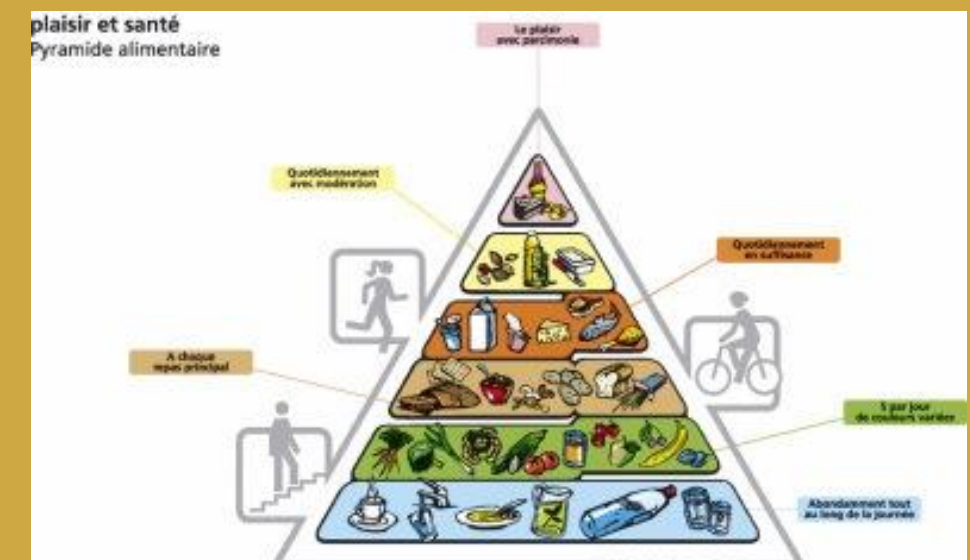 plaisir et santé
Pyramide alimentaire
Le plaisir
avec parcimonie
Quotidiennement
avec modération
Quotidiennement
en suffisance
A chaque
repas principal
5 par jour
de couleurs variées
Abondamment tout
au long de la journée